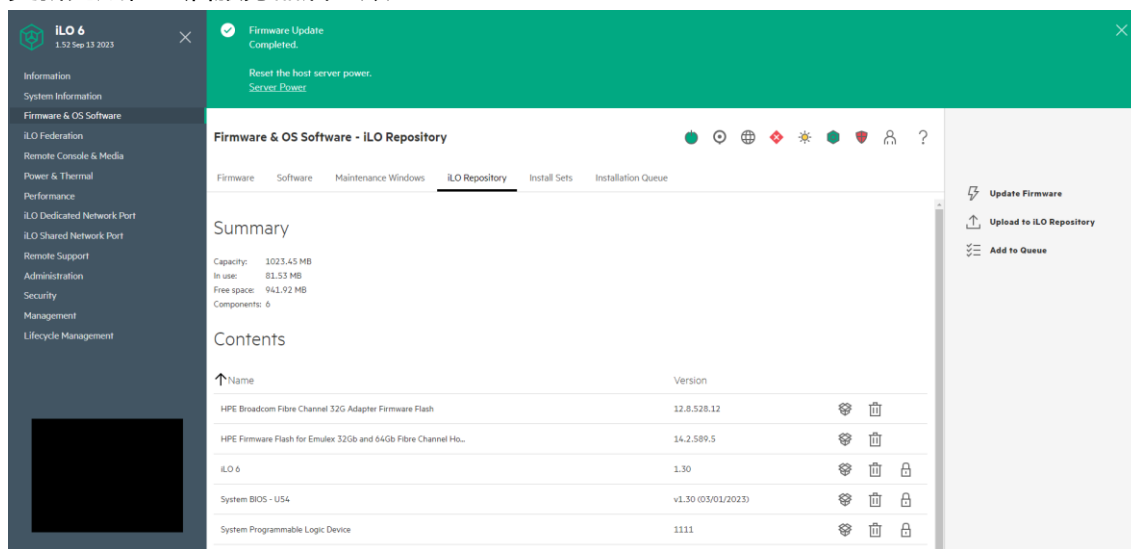 iLO 6
1.52 Sep 13 2023
Information
System Information
Firmware & OS Software
iLO Federation
Remote Console & Media
Power & Thermal
Performance
iLO Dedicated Network Port
iLO Shared Network Port
Remote Support
Administration
Security
Management
Lifecycle Management
Firmware Update
Completed.
Reset the host server power.
Server Power
Firmware & OS Software - iLO Repository
?
Firmware Software Maintenance Windows iLO Repository Install Sets Installation Queue
Summary
Capacity: 1023.45 MB
In use: 81.53 MB
Free space: 941.92 MB
Components: 6
Contents
Name Version
HPE Broadcom Fibre Channel 32G Adapter Firmware Flash 12.8.528.12
HPE Firmware Flash for Emulex 32Gb and 64Gb Fibre Channel Ho... 14.2.589.5
iLO 6 1.30
System BIOS - U54 v1.30 (03/01/2023)
System Programmable Logic Device 1111
Update Firmware
Upload to iLO Repository
Add to Queue